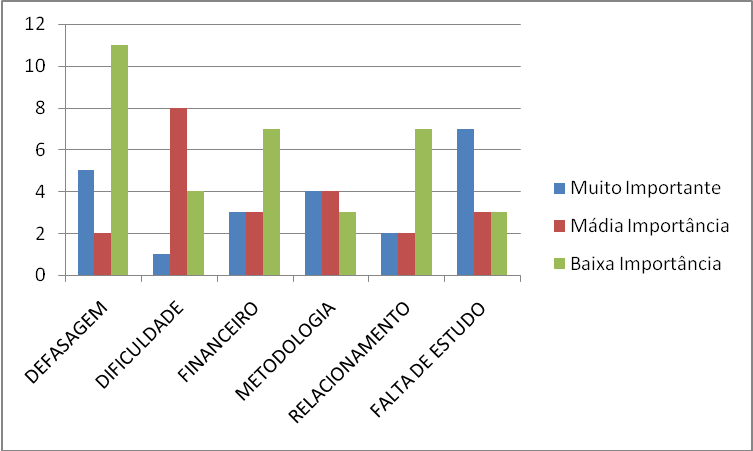 12
10
8
6
4
2
0
DEFASAGEM
DIFICULDADE
FINANCEIRO
METODOLOGIA
RELACIONAMENTO
FALTA DE ESTUDO
Muito Importante
Mádia Importância
Baixa Importância